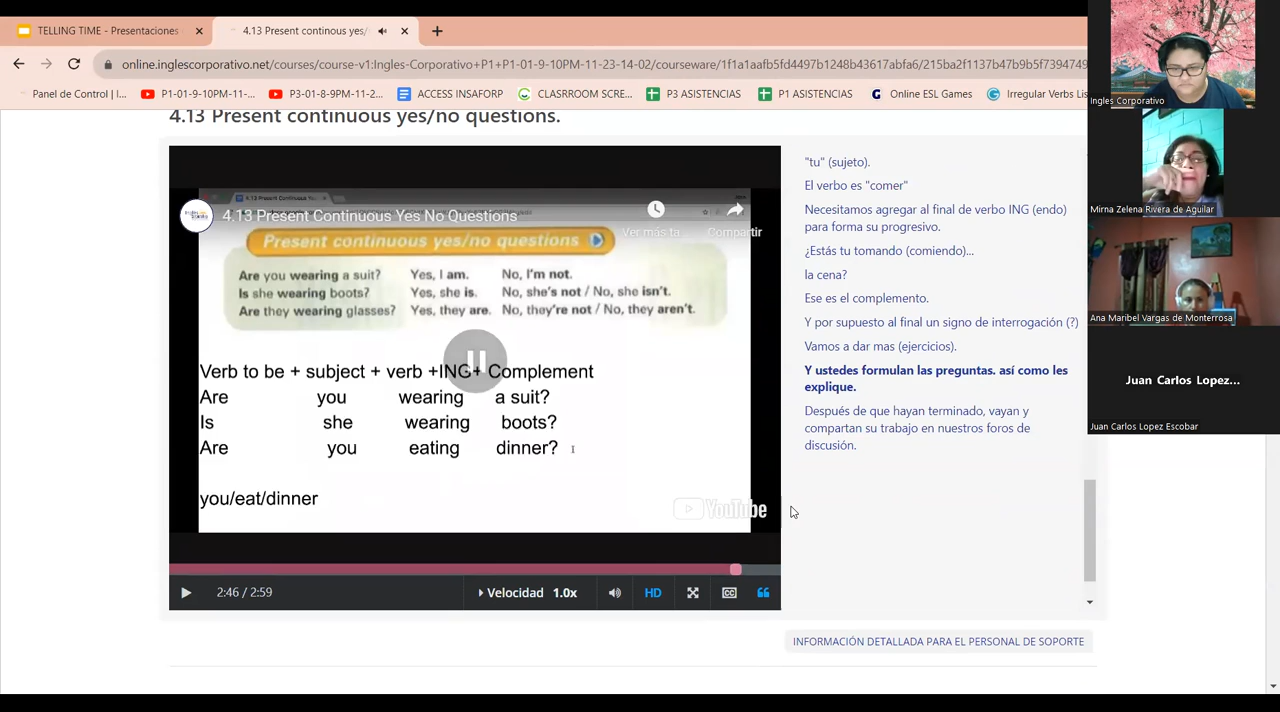 TELLING TIME - Presentaciones
4.13 Present continous yes/
online.inglescorporativo.net/courses/course-v1:Ingles-Corporativo+P1+P1-01-9-10PM-11-23-14-02/courseware/1f1a1aafb5fd4497b1248b43617abfa6/215ba2f1137b47b9b5f7394749
Panel de Control | I...
P1-01-9-10PM-11-...
P3-01-8-9PM-11-2...
ACCESS INSAFORP
CLASRROOM SCRE...
P3 ASISTENCIAS
P1 ASISTENCIAS
Online ESL Games
Irregular Verbs Lis
4.13 Present continuous yes/no questions.
4.13 Present Continuous Yes No Questions
Ver más ta...
Compartir
Present continuous yes/no questions
Are you wearing a suit? Yes, I am. No, I'm not.
Is she wearing boots? Yes, she is. No, she's not / No, she isn't.
Are they wearing glasses? Yes, they are. No, they're not / No, they aren't.
Verb to be + subject + verb +ING+ Complement
Are you wearing a suit?
Is she wearing boots?
Are you eating dinner?
you/eat/dinner
YouTube
2:46 / 2:59
Velocidad 1.0x
HD
CC
"tu" (sujeto).
El verbo es "comer"
Necesitamos agregar al final de verbo ING (endo)
para forma su progresivo.
¿Estás tu tomando (comiendo)...
la cena?
Ese es el complemento.
Y por supuesto al final un signo de interrogación (?)
Vamos a dar mas (ejercicios).
Y ustedes formulan las preguntas. así como les
explique.
Después de que hayan terminado, vayan y
compartan su trabajo en nuestros foros de
discusión.
INFORMACIÓN DETALLADA PARA EL PERSONAL DE SOPORTE
Ingles Corporativo
Mirna Zelena Rivera de Aguilar
Ana Maribel Vargas de Monterrosa
Juan Carlos Lopez...
Juan Carlos Lopez Escobar